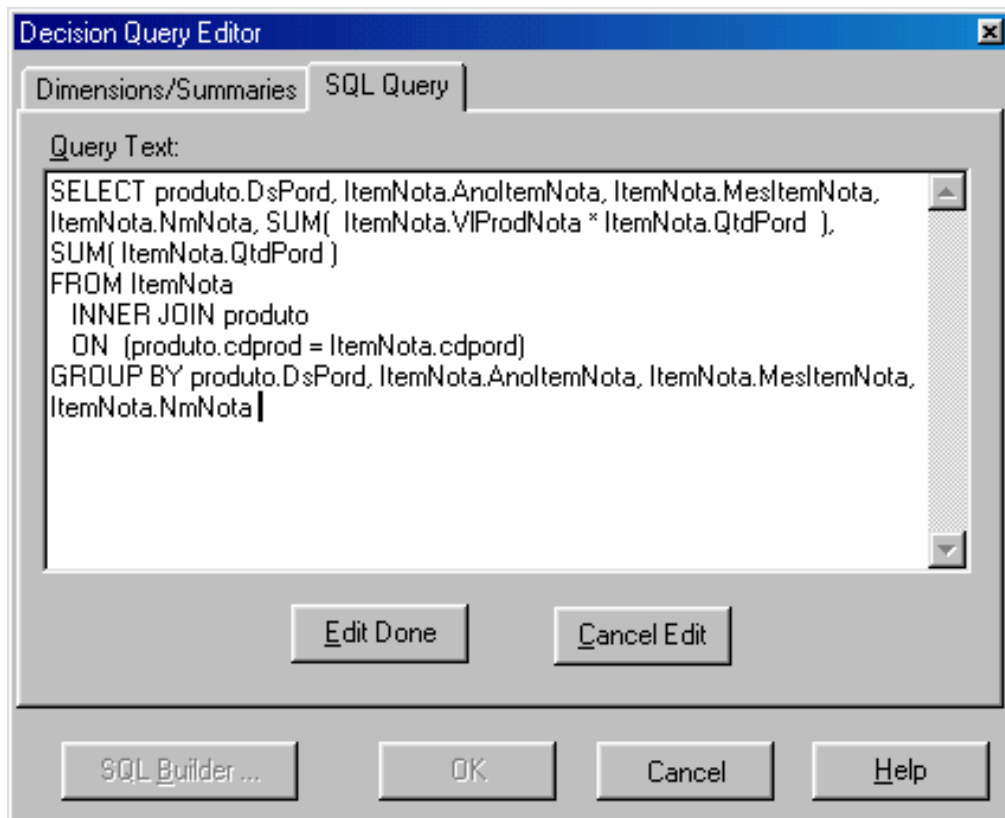 Decision Query Editor
Dimensions/Summaries SQL Query
Query Text:
SELECT produto.DsPord, ItemNota.AnoItemNota, ItemNota.MesItemNota,
ItemNota.NmNota, SUM(  ItemNota.VlProdNota * ItemNota.QtdPord  ),
SUM( ItemNota.QtdPord )
FROM ItemNota
   INNER JOIN produto
   ON  (produto.cdprod = ItemNota.cdpord)
GROUP BY produto.DsPord, ItemNota.AnoItemNota, ItemNota.MesItemNota,
ItemNota.NmNota
Edit Done Cancel Edit
SQL Builder ... OK Cancel Help